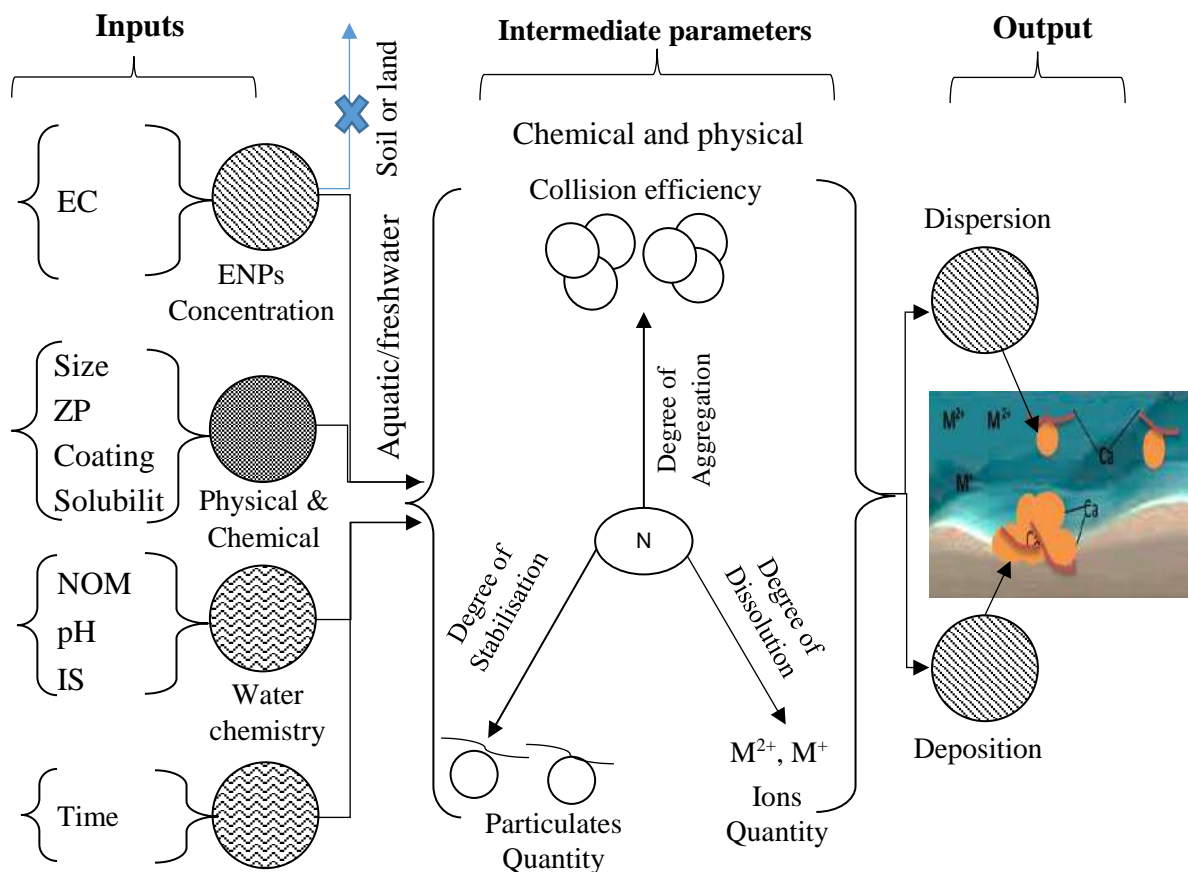 Inputs
Intermediate parameters
Output
Soil or land
Aquatic/freshwater
EC
ENPs
Concentration
Size
ZP
Coating
Solubilit
Physical &
Chemical
NOM
pH
IS
Water
chemistry
Time
Chemical and physical
Collision efficiency
Degree of
Aggregation
N
Degree of
Stabilisation
Degree of
Dissolution
Particulates
Quantity
M²⁺, M⁺
Ions
Quantity
Dispersion
M²⁺ M²⁺
Ca
M⁺
Ca
Ca
Deposition